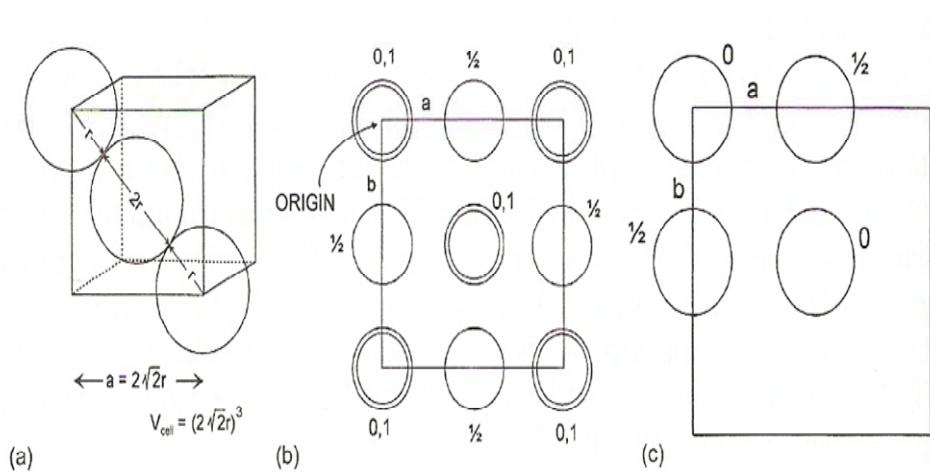 r
2r
r
a = 2√2r
V_cell = (2√2r)³
(a)
0,1 ½ 0,1
a
b
ORIGIN
0,1
½
½
0,1 ½ 0,1
(b)
0
½
a
b
½
0
(c)